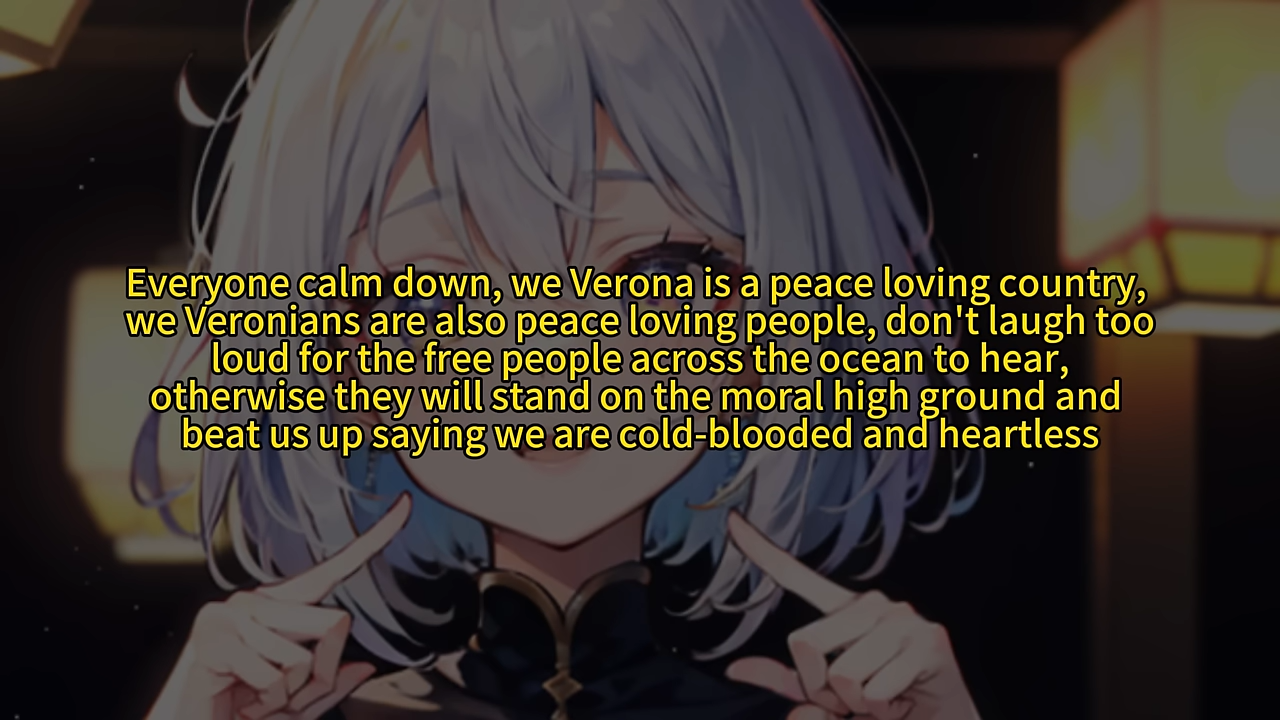 Everyone calm down, we Verona is a peace loving country,
we Veronians are also peace loving people, don't laugh too
loud for the free people across the ocean to hear,
otherwise they will stand on the moral high ground and
beat us up saying we are cold-blooded and heartless